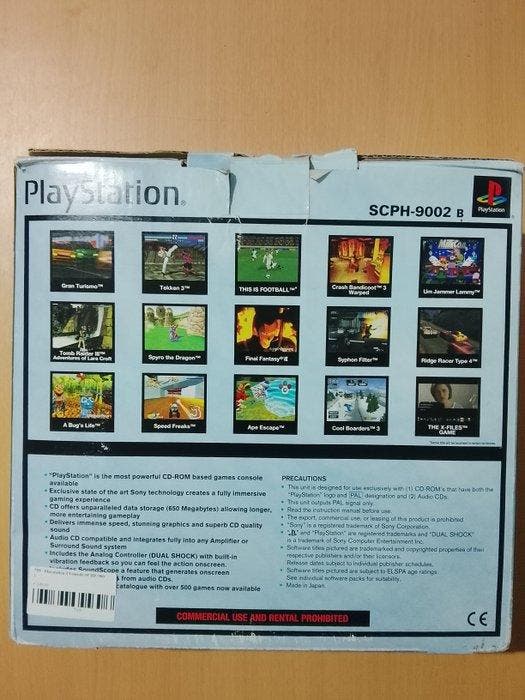 PlayStation®
SCPH-9002 B
PlayStation
Gran Turismo™
Tekken 3™
THIS IS FOOTBALL™*
Crash Bandicoot™ 3
Warped
Um Jammer Lammy™
Tomb Raider III™
Adventures of Lara Croft
Spyro the Dragon™
Final Fantasy®
Syphon Filter™
Ridge Racer Type 4™
A Bug's Life™
Speed Freaks™
Ape Escape™
Cool Boarders™ 3
THE X-FILES™
GAME
• "PlayStation" is the most powerful CD-ROM based games console
available
• Exclusive state of the art Sony technology creates a fully immersive
gaming experience
• CD offers unparalleled data storage (650 Megabytes) allowing longer,
more entertaining gameplay
• Delivers immense speed, stunning graphics and superb CD quality
sound
• Audio CD compatible and integrates fully into any Amplifier or
Surround Sound system
• Includes the Analog Controller (DUAL SHOCK) with built-in
vibration feedback so you can feel the action onscreen.
SoundScope a feature that generates onscreen
from audio CDs.
catalogue with over 500 games now available
PRECAUTIONS
• This unit is designed for use exclusively with (1) CD-ROM's that have both the
"PlayStation" logo and PAL designation and (2) Audio CDs.
• This unit outputs PAL signal only.
• Read the instruction manual before use.
• The export, commercial use, or leasing of this product is prohibited
• "Sony" is a registered trademark of Sony Corporation.
• " " and "PlayStation" are registered trademarks and "DUAL SHOCK"
is a trademark of Sony Computer Entertainment Inc.
• Software titles pictured are trademarked and copyrighted properties of their
respective publishers and/or their licensors.
Release dates subject to individual publisher schedules.
• Software titles pictured are subject to ELSPA age ratings.
See individual software packs for suitability.
• Made in Japan.
COMMERCIAL USE AND RENTAL PROHIBITED
CE